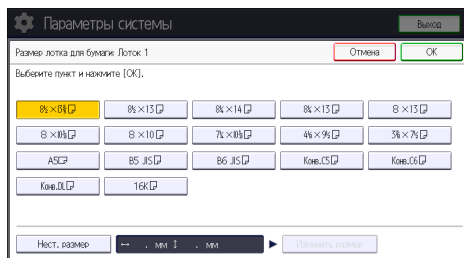 Параметры системы Выход
Размер лотка для бумаги: Лоток 1 Отмена OK
Выберите пункт и нажмите [OK].
8½×13⅖ 8½×13 8¼×14 8¼×13 8×13
8×10½ 8×10 7¼×10½ 4⅛×9½ 3⅞×7½
A5 B5 JIS B6 JIS Конв.C5 Конв.C6
Конв.DL 16K
Нест. размер ↔ . мм ↕ . мм ▶ Изменить размер